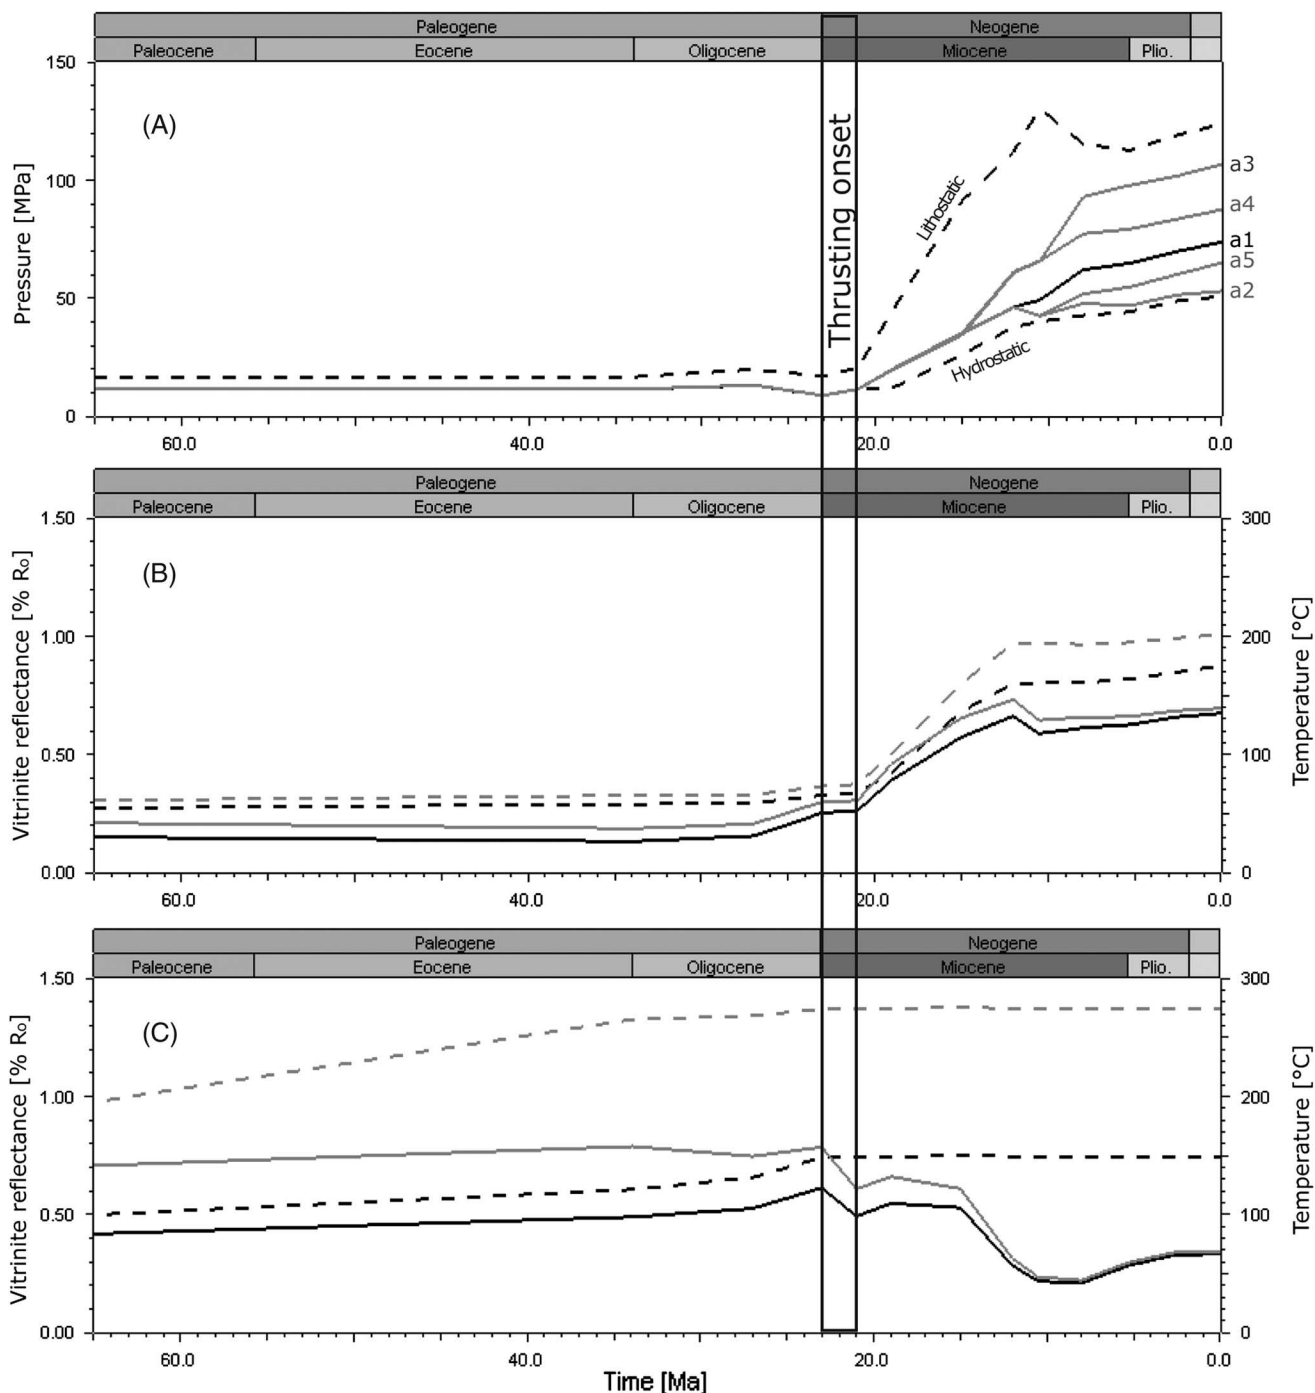 Paleogene Neogene
Paleocene Eocene Oligocene Miocene Plio.
150
(A)
Thrusting onset
Lithostatic
a3
100
Pressure [MPa]
a4
a1
a5
50
a2
Hydrostatic
0
60.0 40.0 20.0 0.0
Paleogene Neogene
Paleocene Eocene Oligocene Miocene Plio.
1.50 300
(B)
Vitrinite reflectance [% Ro]
Temperature [°C]
1.00 200
0.50 100
0.00 0
60.0 40.0 20.0 0.0
Paleogene Neogene
Paleocene Eocene Oligocene Miocene Plio.
1.50 300
(C)
Vitrinite reflectance [% Ro]
Temperature [°C]
1.00 200
0.50 100
0.00 0
60.0 40.0 20.0 0.0
Time [Ma]